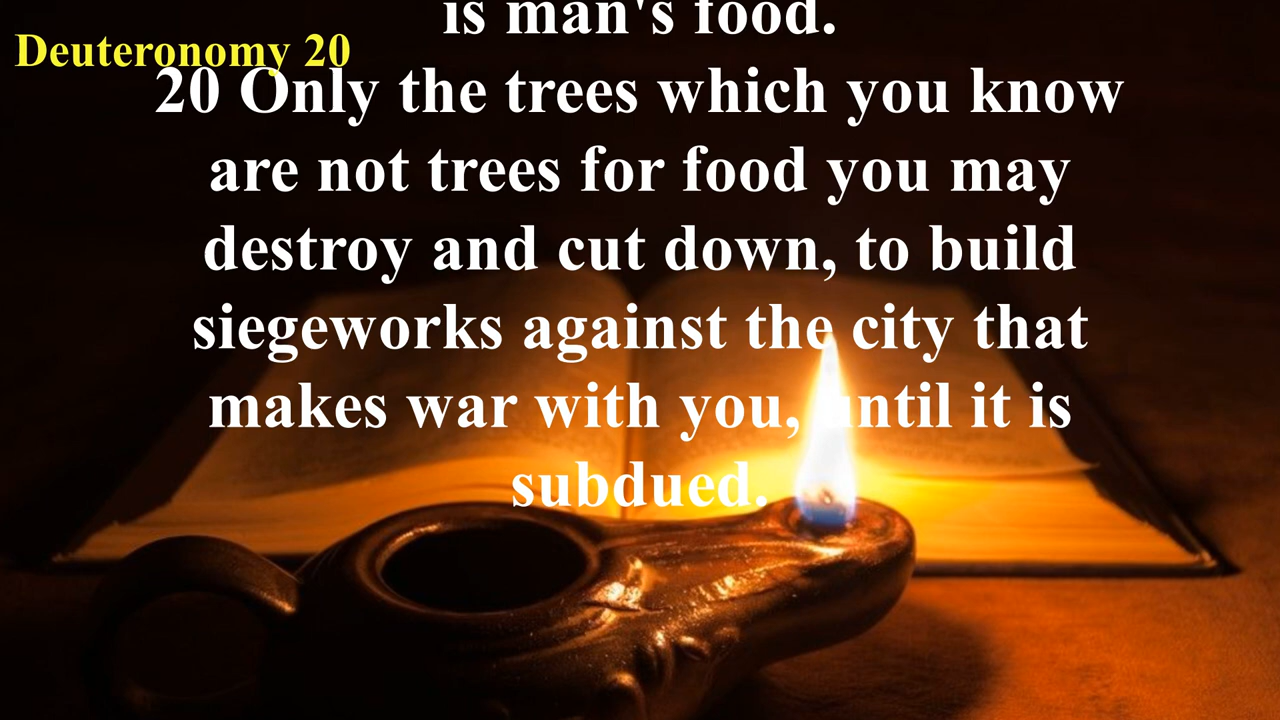 is man's food.
Deuteronomy 20
20 Only the trees which you know
are not trees for food you may
destroy and cut down, to build
siegeworks against the city that
makes war with you, until it is
subdued.